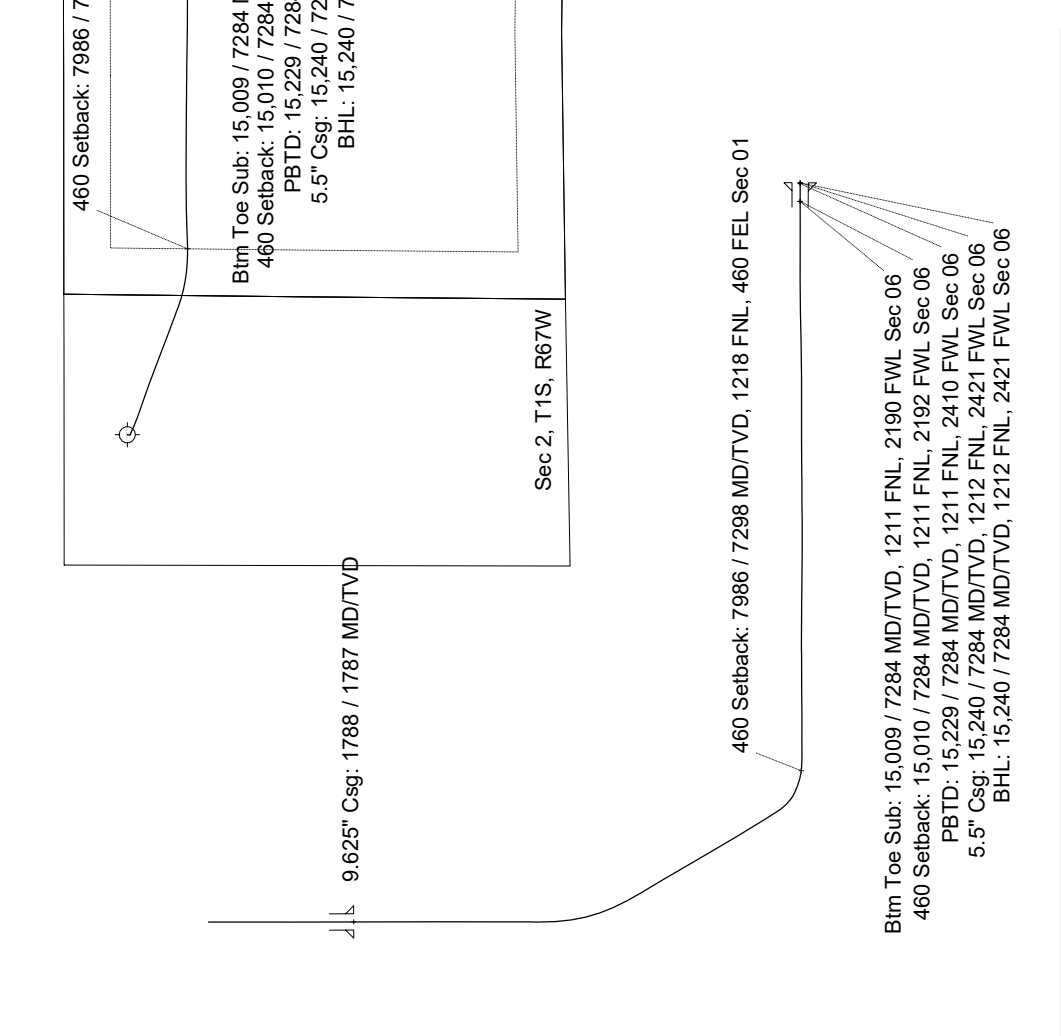 460 Setback: 7986 / 7
Btm Toe Sub: 15,009 / 7284
460 Setback: 15,010 / 7284
PBTD: 15,229 / 728
5.5" Csg: 15,240 / 72
BHL: 15,240 / 7
Sec 2, T1S, R67W
9.625" Csg: 1788 / 1787 MD/TVD
460 Setback: 7986 / 7298 MD/TVD, 1218 FNL, 460 FEL Sec 01
Btm Toe Sub: 15,009 / 7284 MD/TVD, 1211 FNL, 2190 FWL Sec 06
460 Setback: 15,010 / 7284 MD/TVD, 1211 FNL, 2192 FWL Sec 06
PBTD: 15,229 / 7284 MD/TVD, 1211 FNL, 2410 FWL Sec 06
5.5" Csg: 15,240 / 7284 MD/TVD, 1212 FNL, 2421 FWL Sec 06
BHL: 15,240 / 7284 MD/TVD, 1212 FNL, 2421 FWL Sec 06